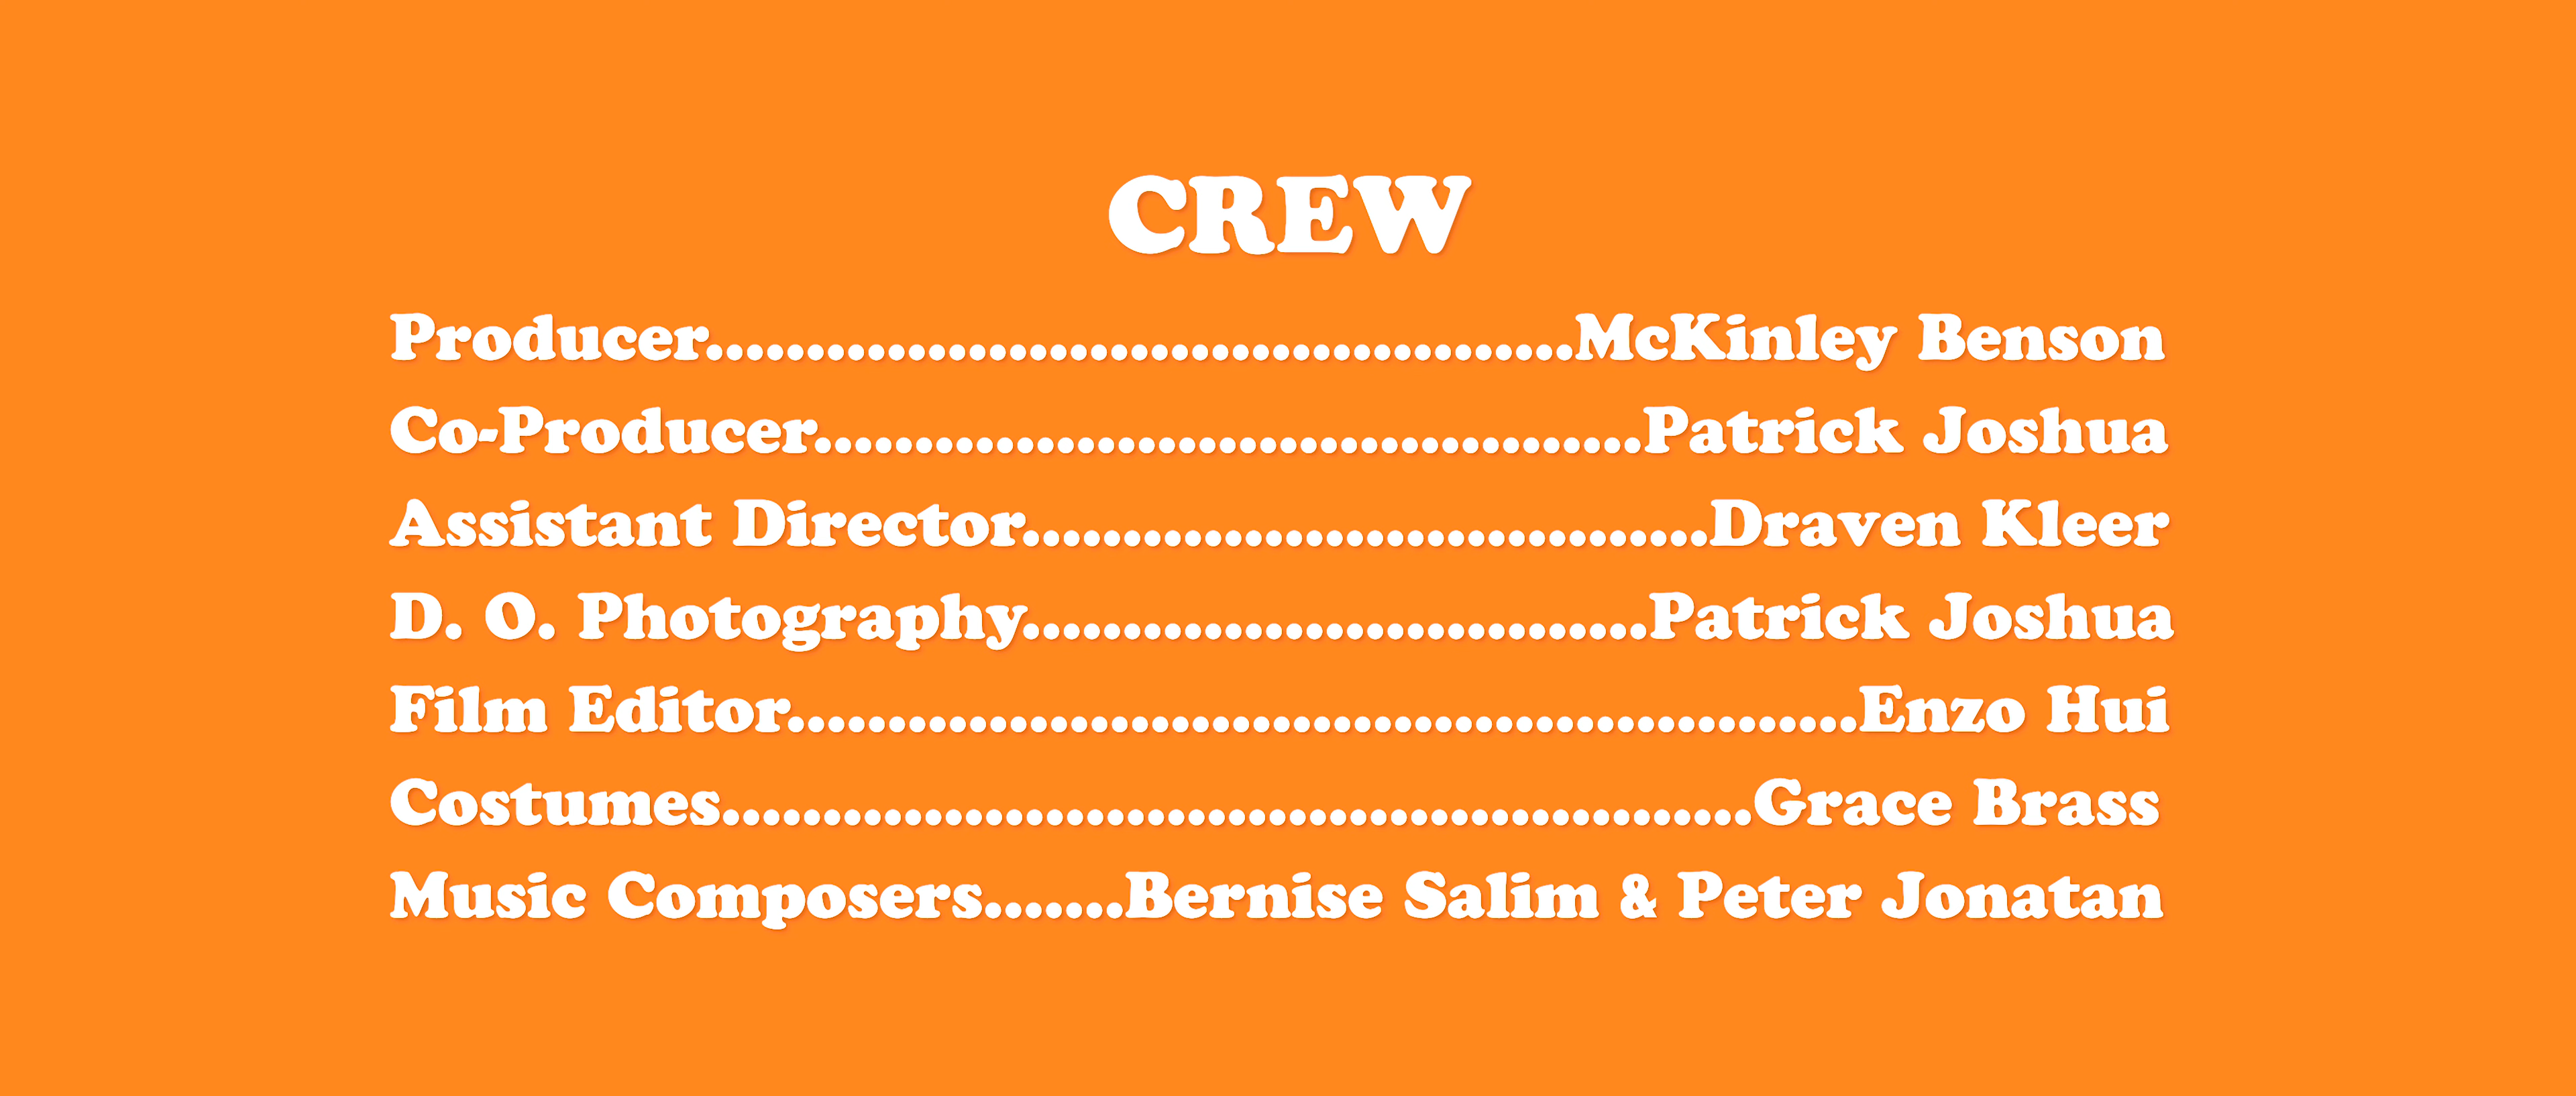 CREW
Producer...........................................McKinley Benson
Co-Producer.........................................Patrick Joshua
Assistant Director..................................Draven Kleer
D. O. Photography...............................Patrick Joshua
Film Editor.....................................................Enzo Hui
Costumes...................................................Grace Brass
Music Composers.......Bernise Salim & Peter Jonatan